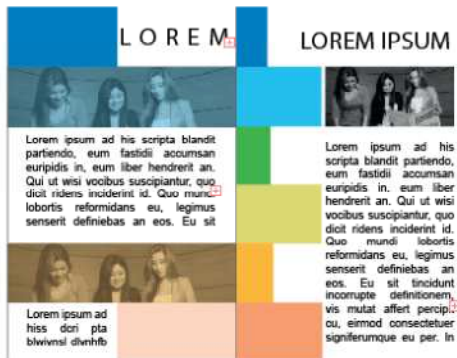 LOREM
Lorem ipsum ad his scripta blandit
partiendo, eum fastidii accumsan
euripidis in, eum liber hendrerit an.
Qui ut wisi vocibus suscipiantur, quo
dicit ridens inciderint id. Quo mundi
lobortis reformidans eu, legimus
senserit definiebas an eos. Eu sit
Lorem ipsum ad
hiss dcri pta
LOREM IPSUM
Lorem ipsum ad his
scripta blandit partiendo,
eum fastidii accumsan
euripidis in, eum liber
hendrerit an. Qui ut wisi
vocibus suscipiantur, quo
dicit ridens inciderint id.
Quo mundi lobortis
reformidans eu, legimus
senserit definiebas an
eos. Eu sit tincidunt
incorrupte definitionem,
vis mutat affert percipi
cu, eirmod consectetuer
signiferumque eu per. In